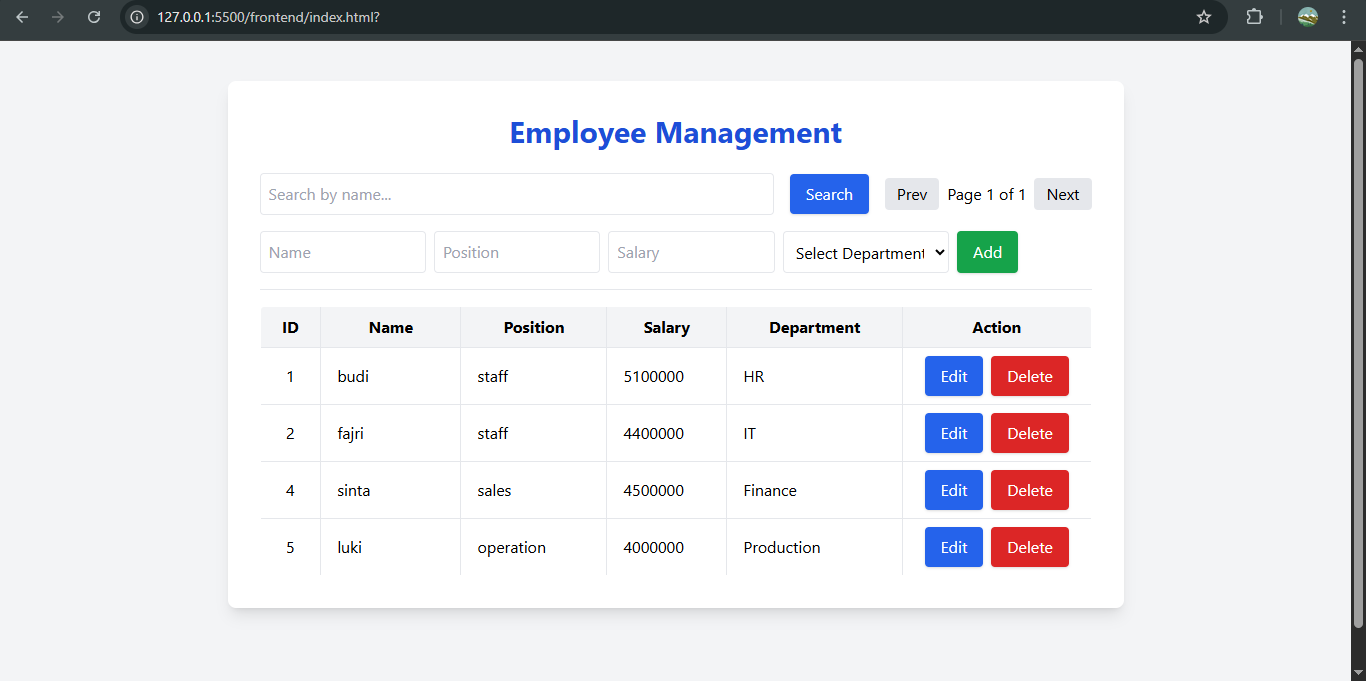 127.0.0.1:5500/frontend/index.html?
Employee Management
Search by name... Search Prev Page 1 of 1 Next
Name Position Salary Select Department Add
ID Name Position Salary Department Action
1 budi staff 5100000 HR Edit Delete
2 fajri staff 4400000 IT Edit Delete
4 sinta sales 4500000 Finance Edit Delete
5 luki operation 4000000 Production Edit Delete